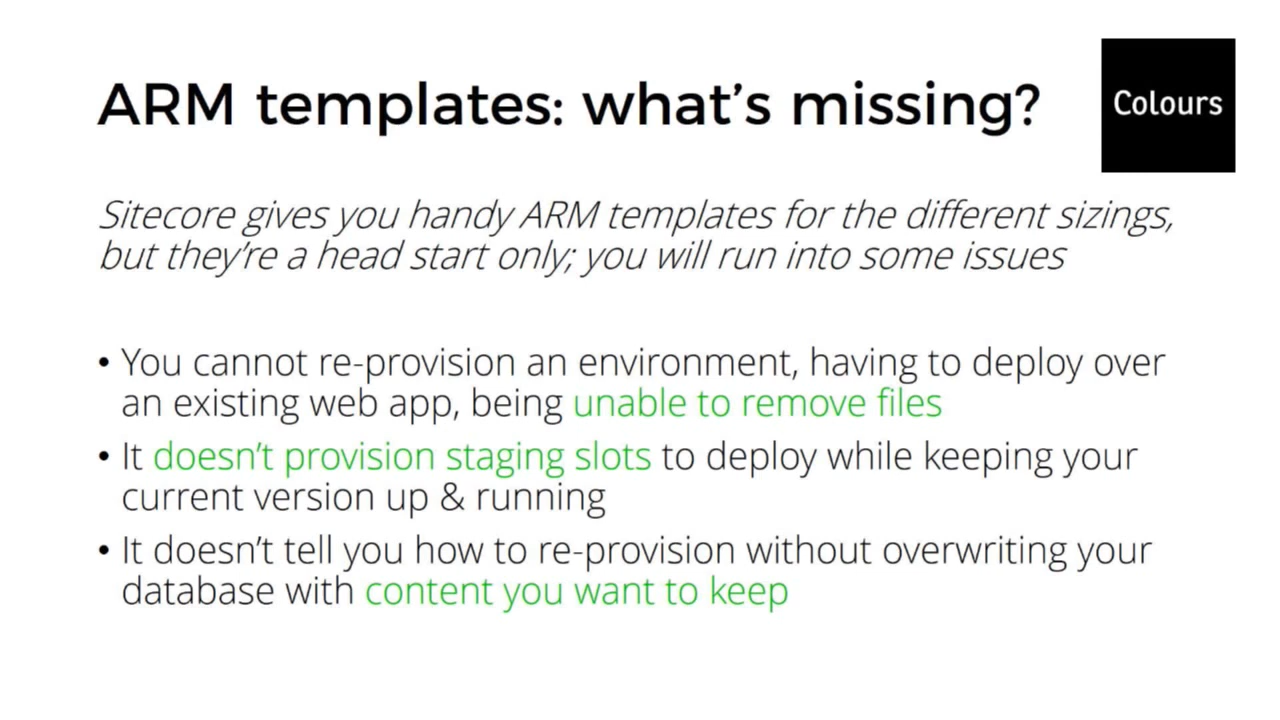 ARM templates: what's missing?
Colours
Sitecore gives you handy ARM templates for the different sizings,
but they're a head start only; you will run into some issues
• You cannot re-provision an environment, having to deploy over
an existing web app, being unable to remove files
• It doesn't provision staging slots to deploy while keeping your
current version up & running
• It doesn't tell you how to re-provision without overwriting your
database with content you want to keep